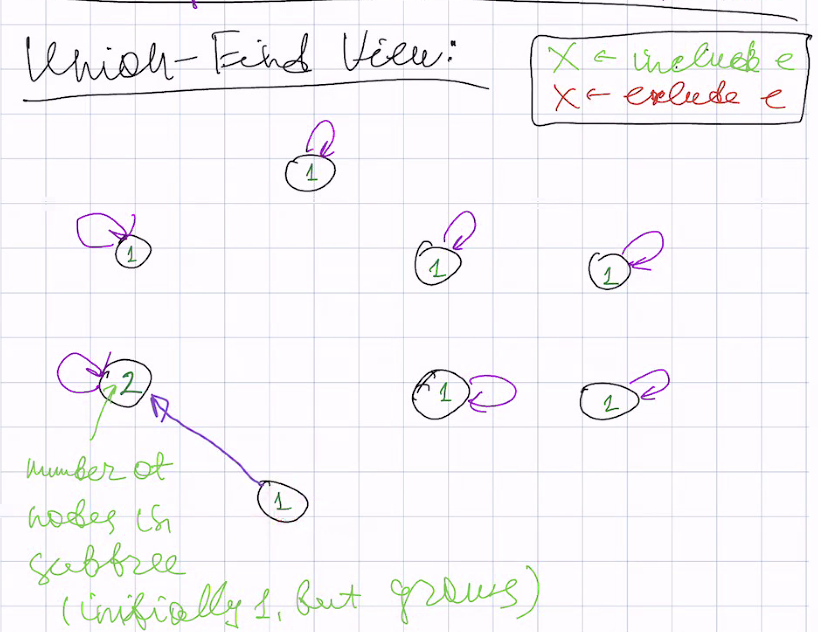 Union-Find View:
X ← include e
X ← exclude e
1
1
1
1
2
1
1
1
number of
nodes in
subtree
(initially 1, but grows)